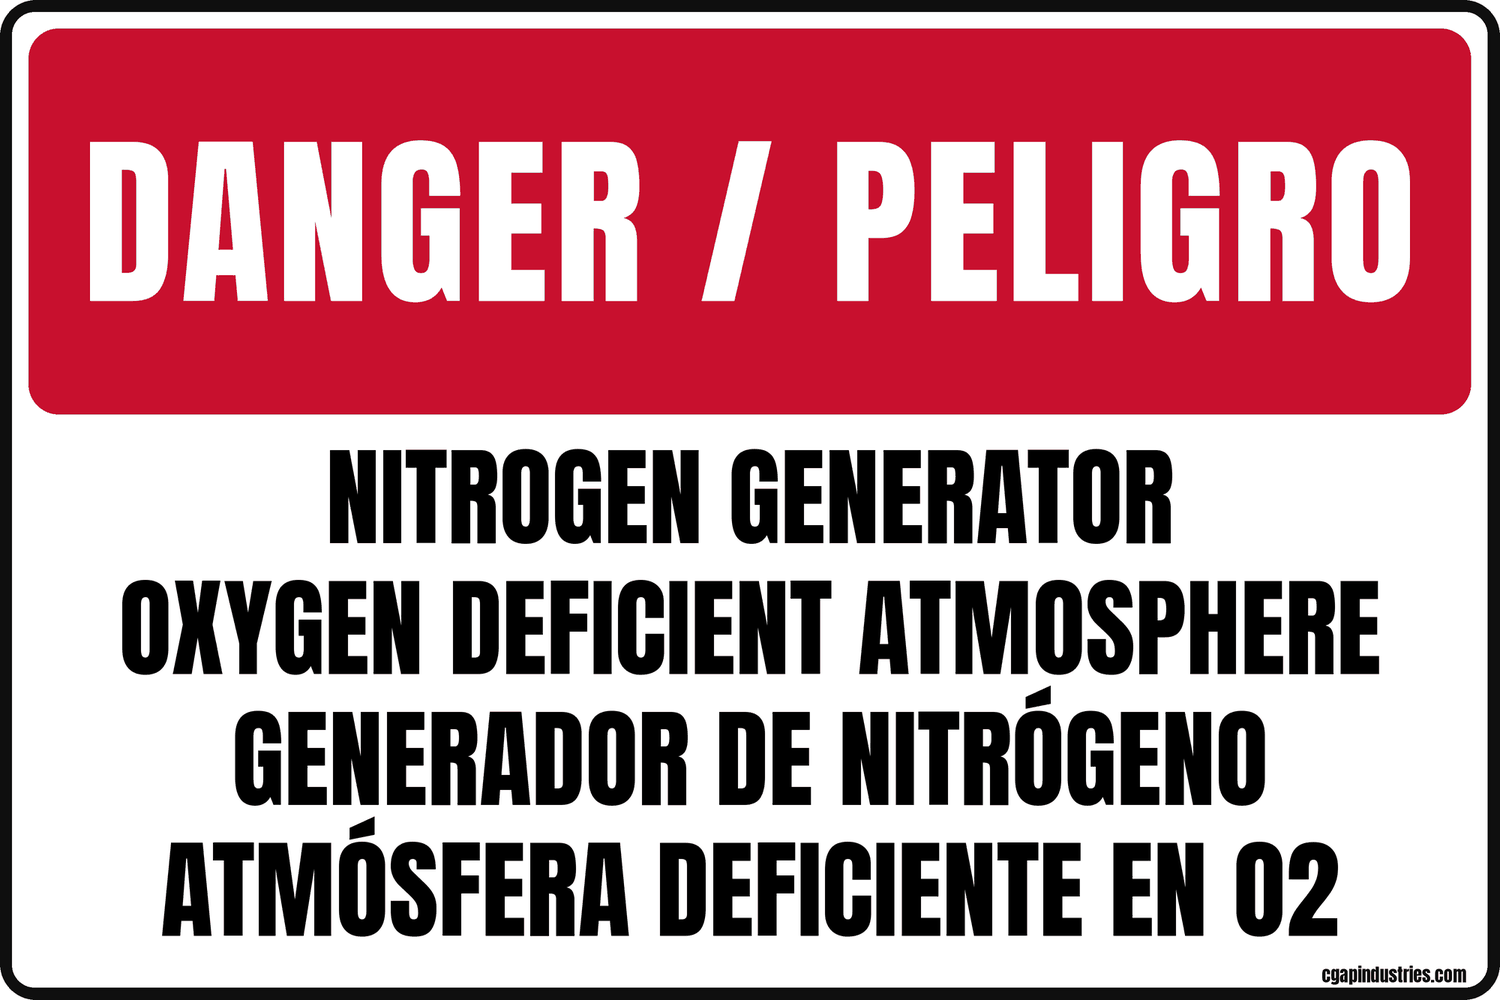 DANGER / PELIGRO
NITROGEN GENERATOR
OXYGEN DEFICIENT ATMOSPHERE
GENERADOR DE NITRÓGENO
ATMÓSFERA DEFICIENTE EN O2
cgapindustries.com